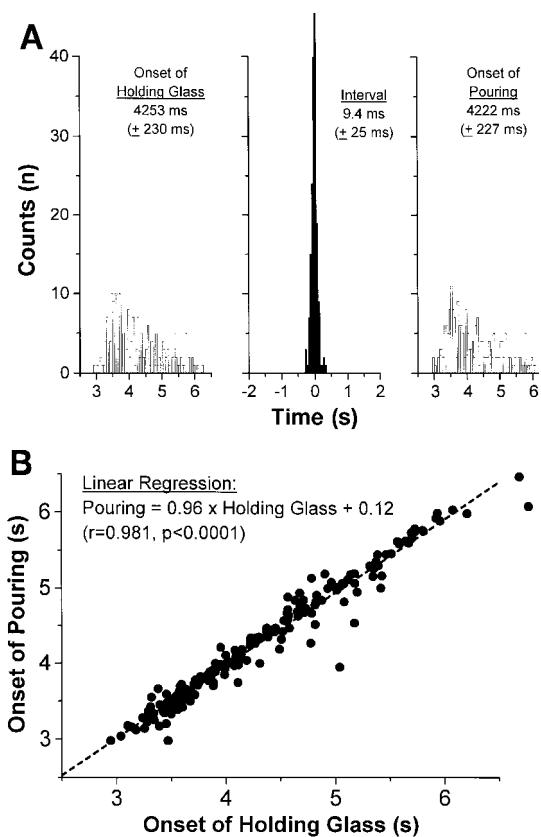 A
Onset of
Holding Glass
4253 ms
(± 230 ms)
Interval
9.4 ms
(± 25 ms)
Onset of
Pouring
4222 ms
(± 227 ms)
Counts (n)
40
30
20
10
0
3 4 5 6
-2 -1 0 1 2
3 4 5 6
Time (s)
B
Linear Regression:
Pouring = 0.96 x Holding Glass + 0.12
(r=0.981, p<0.0001)
Onset of Pouring (s)
6
5
4
3
3 4 5 6
Onset of Holding Glass (s)